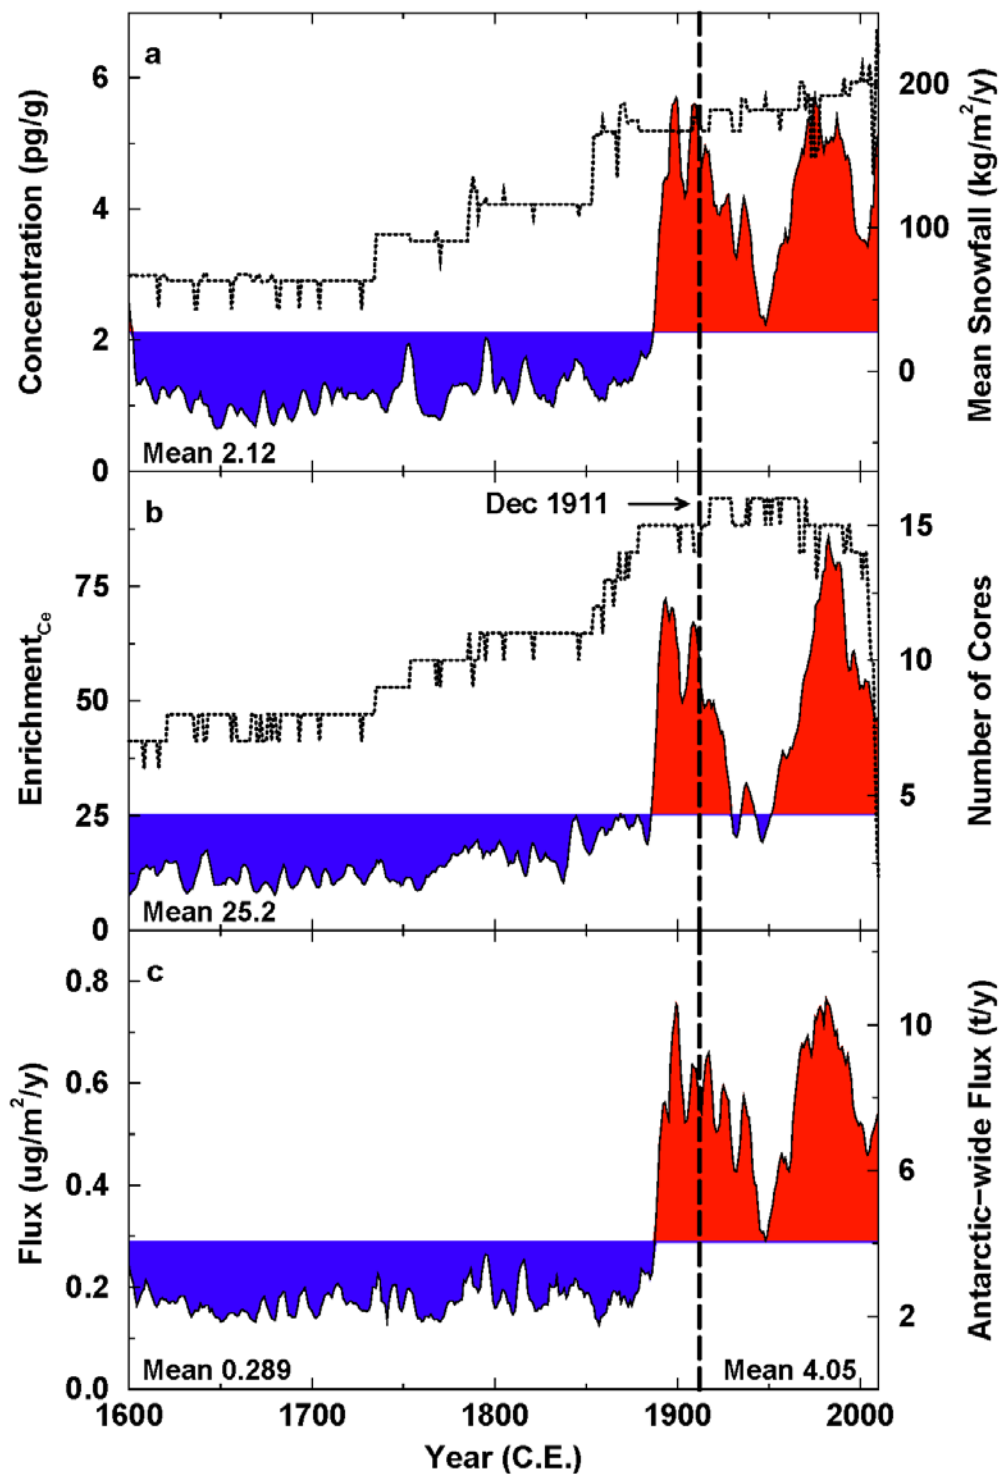 a
Concentration (pg/g)
6
4
2
0
Mean 2.12
200
100
0
Mean Snowfall (kg/m²/y)
b
Dec 1911
Enrichment_Ce
75
50
25
0
Mean 25.2
15
10
5
Number of Cores
c
Flux (ug/m²/y)
0.8
0.6
0.4
0.2
0.0
Mean 0.289
Mean 4.05
10
6
2
Antarctic-wide Flux (t/y)
1600 1700 1800 1900 2000
Year (C.E.)